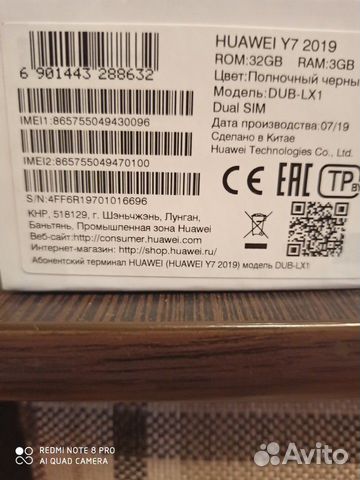 HUAWEI Y7 2019
ROM:32GB RAM:3GB
Цвет:Полночный черны
Модель:DUB-LX1
Dual SIM
Дата производства:07/19
Сделано в Китае
Huawei Technologies Co., Ltd.
6 901443 288632
IMEI1:865755049430096
IMEI2:865755049470100
S/N:4FF6R19701016696
CE EAC TP BY
КНР, 518129, г. Шэньчжэнь, Лунган,
Баньтянь, Промышленная зона Huawei
Веб-сайт:http://consumer.huawei.com
Интернет-магазин: http://shop.huawei.ru/
Абонентский терминал HUAWEI (HUAWEI Y7 2019) модель DUB-LX1
REDMI NOTE 8 PRO
AI QUAD CAMERA
Avito